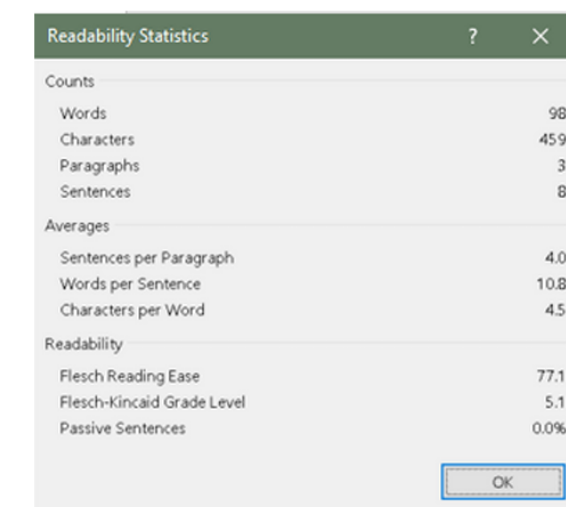 Readability Statistics ? ×
Counts
Words 98
Characters 459
Paragraphs 3
Sentences 8
Averages
Sentences per Paragraph 4.0
Words per Sentence 10.8
Characters per Word 4.5
Readability
Flesch Reading Ease 77.1
Flesch-Kincaid Grade Level 5.1
Passive Sentences 0.0%
OK